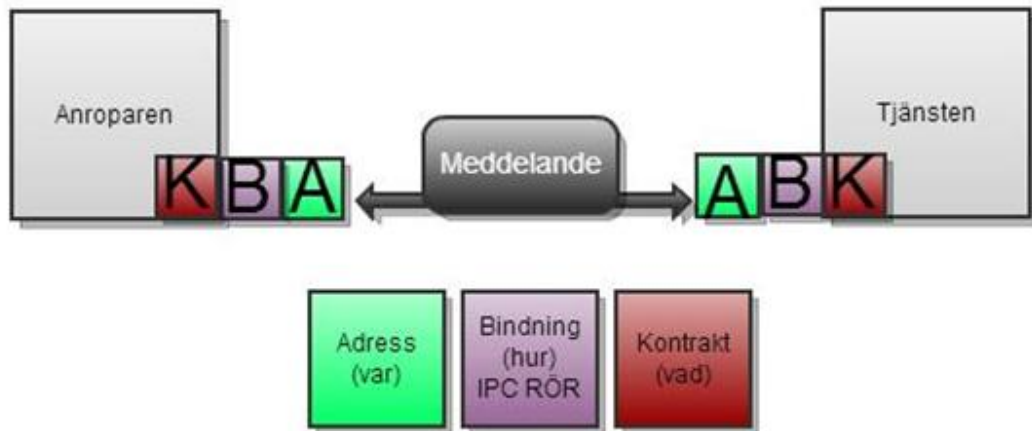 Anroparen
Tjänsten
Meddelande
K B A
A B K
Adress
(var)
Bindning
(hur)
IPC RÖR
Kontrakt
(vad)